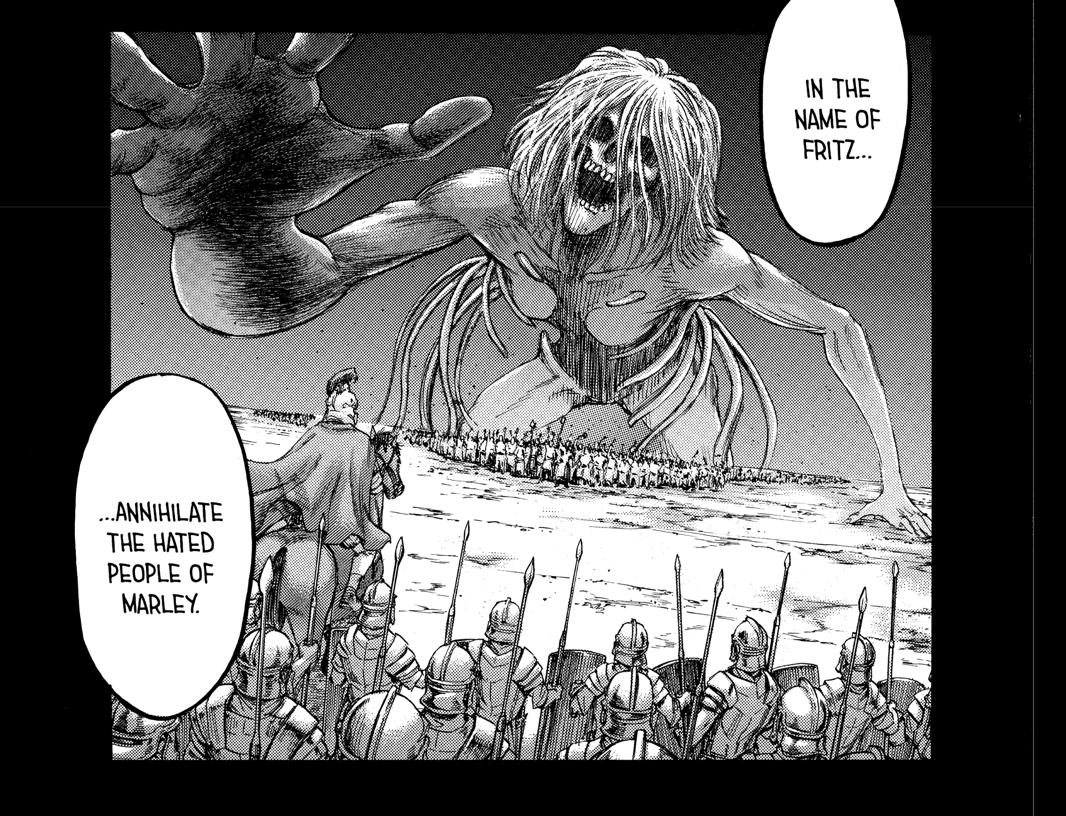 IN THE
NAME OF
FRITZ...
...ANNIHILATE
THE HATED
PEOPLE OF
MARLEY.